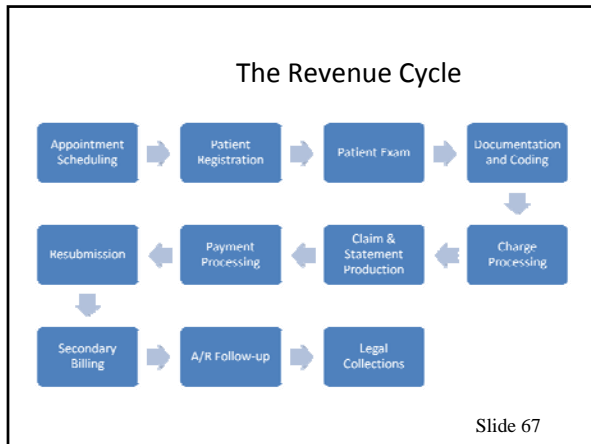 The Revenue Cycle
Appointment
Scheduling
Patient
Registration
Patient Exam
Documentation
and Coding
Charge
Processing
Claim &
Statement
Production
Payment
Processing
Resubmission
Secondary
Billing
A/R Follow-up
Legal
Collections
Slide 67